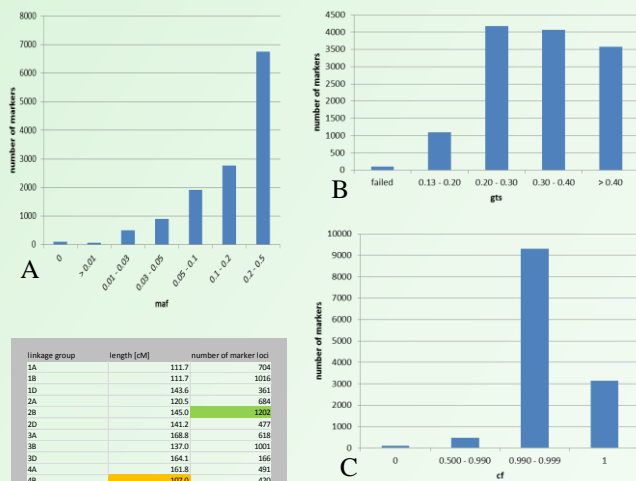 8000
7000
6000
5000
4000
3000
2000
1000
0
number of markers
0
> 0.01
0.01 - 0.03
0.03 - 0.05
0.05 - 0.1
0.1 - 0.2
0.2 - 0.5
maf
A
4500
4000
3500
3000
2500
2000
1500
1000
500
0
number of markers
failed
0.13 - 0.20
0.20 - 0.30
0.30 - 0.40
> 0.40
gts
B
10000
9000
8000
7000
6000
5000
4000
3000
2000
1000
0
number of markers
0
0.500 - 0.990
0.990 - 0.999
1
cf
C
linkage group length [cM] number of marker loci
1A 111.7 704
1B 111.7 1016
1D 143.6 361
2A 120.5 684
2B 145.0 1202
2D 141.2 477
3A 168.8 618
3B 137.0 1001
3D 164.1 166
4A 161.8 491
4B 107.0 420